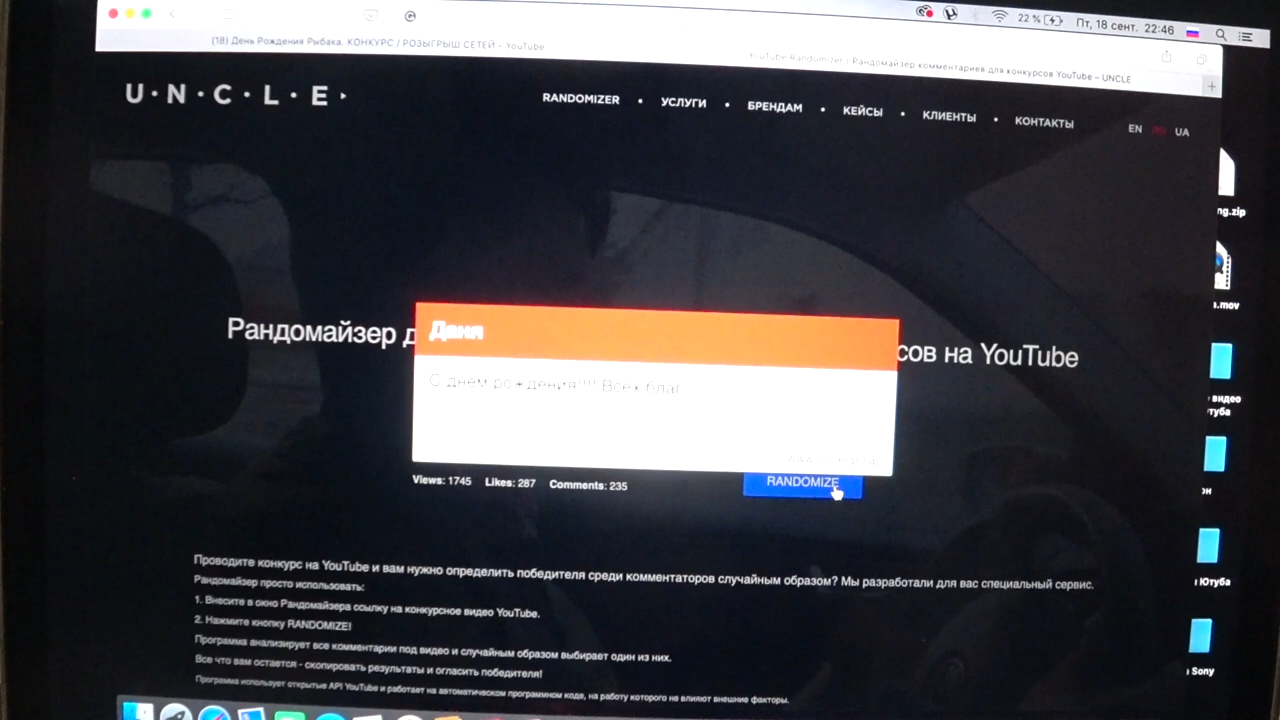 22 % Пт, 18 сент. 22:46
(18) День Рождения Рыбака. КОНКУРС / РОЗЫГРЫШ СЕТЕЙ - YouTube
YouTube Randomizer | Рандомайзер комментариев для конкурсов YouTube – UNCLE
U·N·C·L·E
RANDOMIZER • УСЛУГИ • БРЕНДАМ • КЕЙСЫ • КЛИЕНТЫ • КОНТАКТЫ
EN UA
ng.zip
.mov
Рандомайзер д
сов на YouTube
Даня
С днем рождения!!!! Всех благ
видео
туба
Views: 1745 Likes: 287 Comments: 235
RANDOMIZE
он
Ютуба
Sony
Проводите конкурс на YouTube и вам нужно определить победителя среди комментаторов случайным образом? Мы разработали для вас специальный сервис.
Рандомайзер просто использовать:
1. Внесите в окно Рандомайзера ссылку на конкурсное видео YouTube.
2. Нажмите кнопку RANDOMIZE!
Программа анализирует все комментарии под видео и случайным образом выбирает один из них.
Все что вам остается - скопировать результаты и огласить победителя!
Программа использует открытые API YouTube и работает на автоматическом программном коде, на работу которого не влияют внешние факторы.